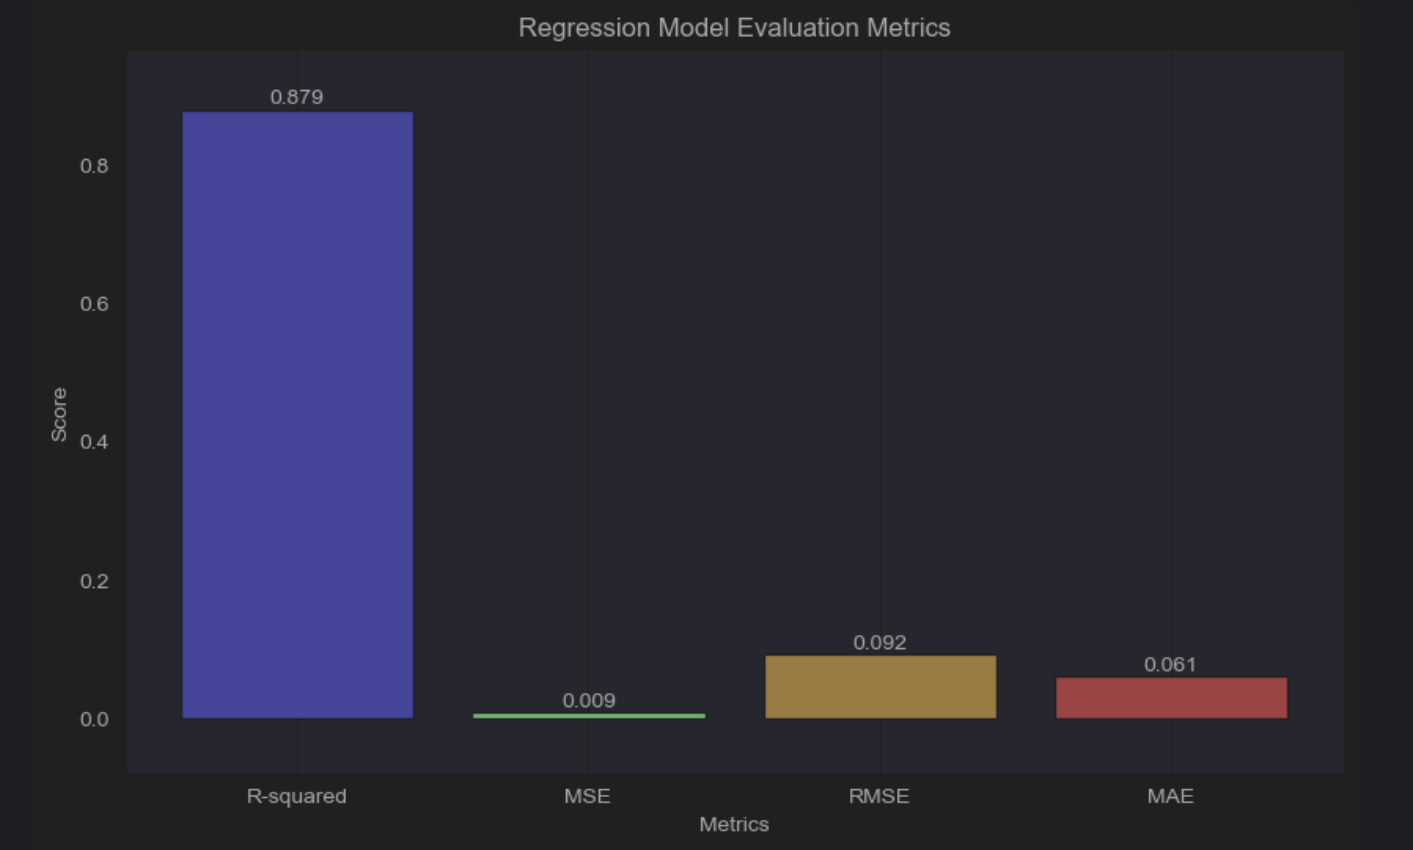 Regression Model Evaluation Metrics
0.879
0.8
0.6
Score
0.4
0.2
0.092
0.061
0.009
0.0
R-squared MSE RMSE MAE
Metrics